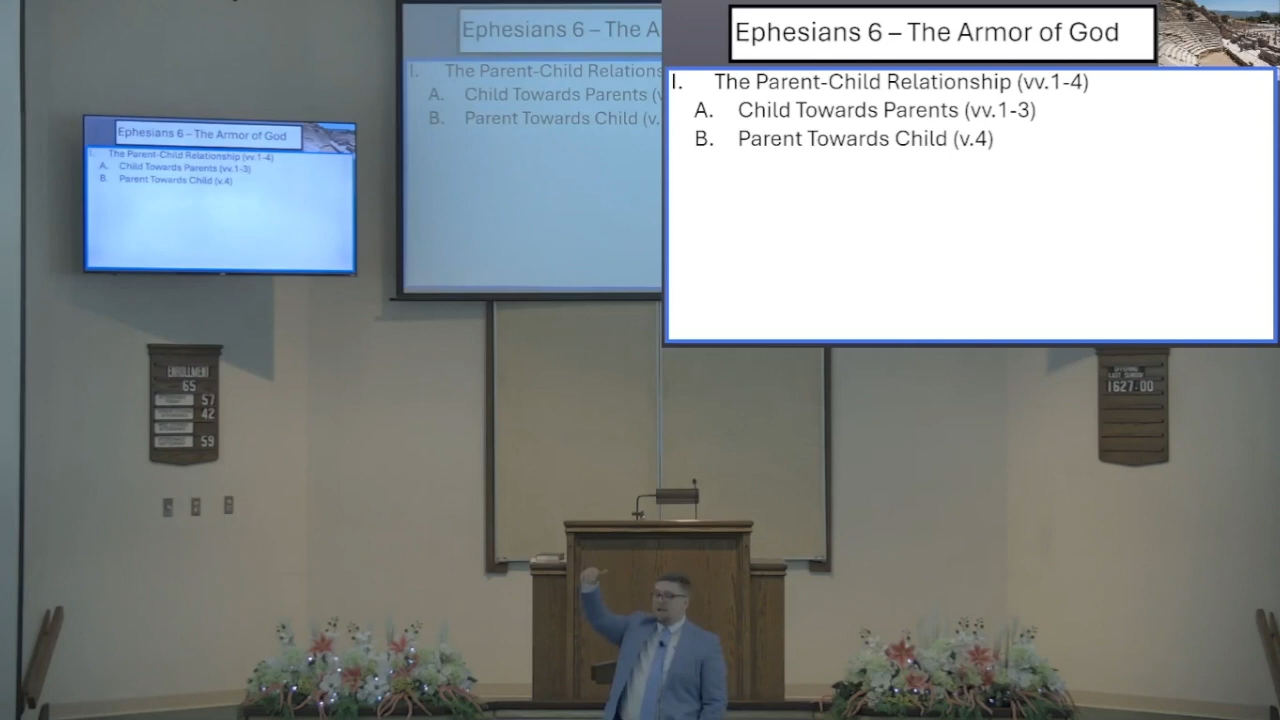 Ephesians 6 – The Armor of God
I. The Parent-Child Relationship (vv.1-4)
A. Child Towards Parents (vv.1-3)
B. Parent Towards Child (v.4)
Ephesians 6 – The A
I. The Parent-Child Relations
A. Child Towards Parents (v
B. Parent Towards Child (v.
Ephesians 6 – The Armor of God
I. The Parent-Child Relationship (vv.1-4)
A. Child Towards Parents (vv.1-3)
B. Parent Towards Child (v.4)
ENROLLMENT
65
57
42
59
OFFERING
LAST SUNDAY
1627.00